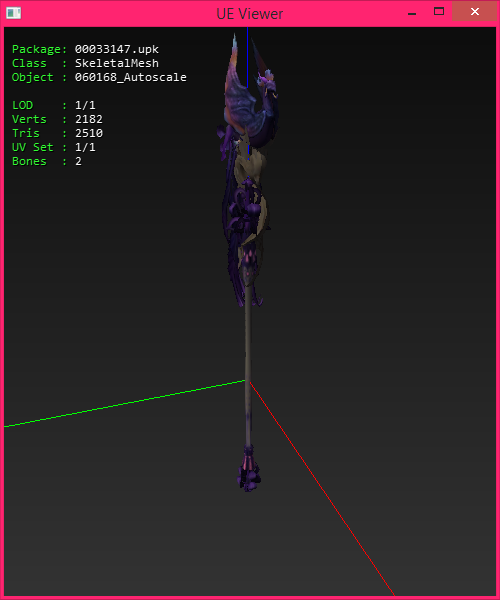 UE Viewer
Package: 00033147.upk
Class  : SkeletalMesh
Object : 060168_Autoscale
LOD    : 1/1
Verts  : 2182
Tris   : 2510
UV Set : 1/1
Bones  : 2